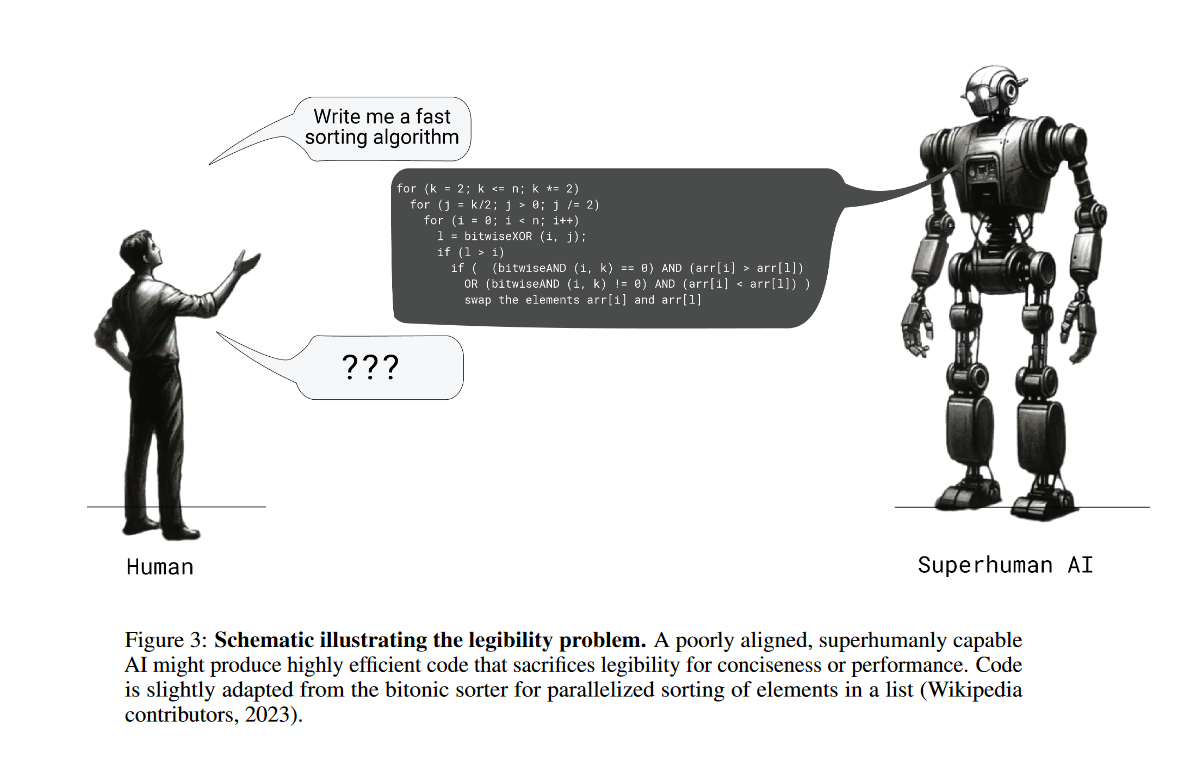 Write me a fast
sorting algorithm
for (k = 2; k <= n; k *= 2)
for (j = k/2; j > 0; j /= 2)
for (i = 0; i < n; i++)
l = bitwiseXOR (i, j);
if (l > i)
if (  (bitwiseAND (i, k) == 0) AND (arr[i] > arr[l])
OR (bitwiseAND (i, k) != 0) AND (arr[i] < arr[l]) )
swap the elements arr[i] and arr[l]
???
Human
Superhuman AI
Figure 3: Schematic illustrating the legibility problem. A poorly aligned, superhumanly capable
AI might produce highly efficient code that sacrifices legibility for conciseness or performance. Code
is slightly adapted from the bitonic sorter for parallelized sorting of elements in a list (Wikipedia
contributors, 2023).